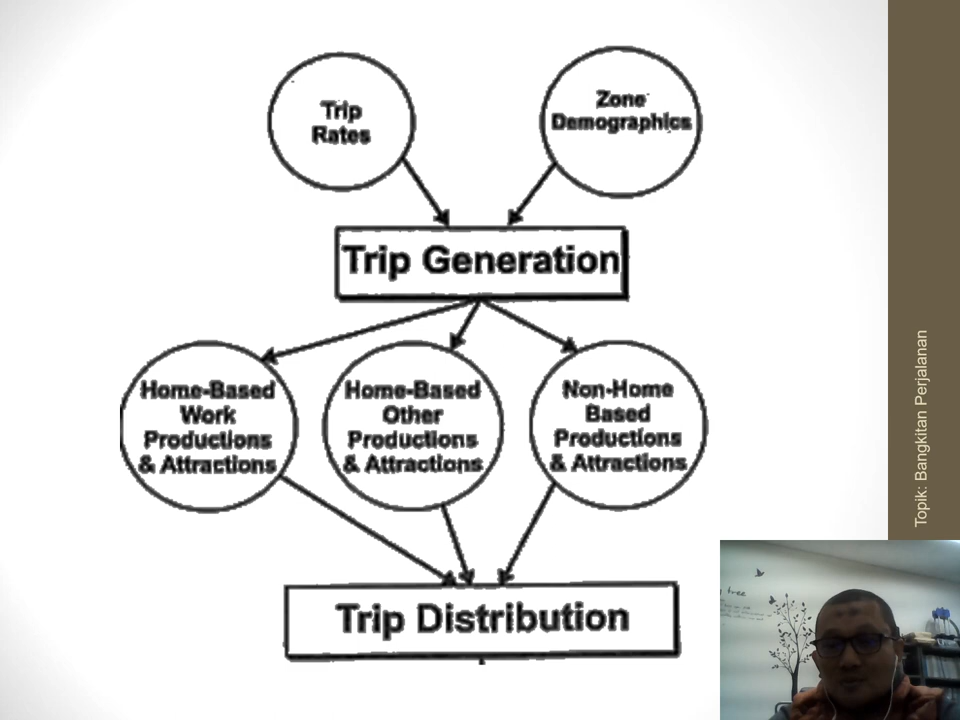 Trip
Rates
Zone
Demographics
Trip Generation
Home-Based
Work
Productions
& Attractions
Home-Based
Other
Productions
& Attractions
Non-Home
Based
Productions
& Attractions
Trip Distribution
Topik: Bangkitan Perjalanan
tree